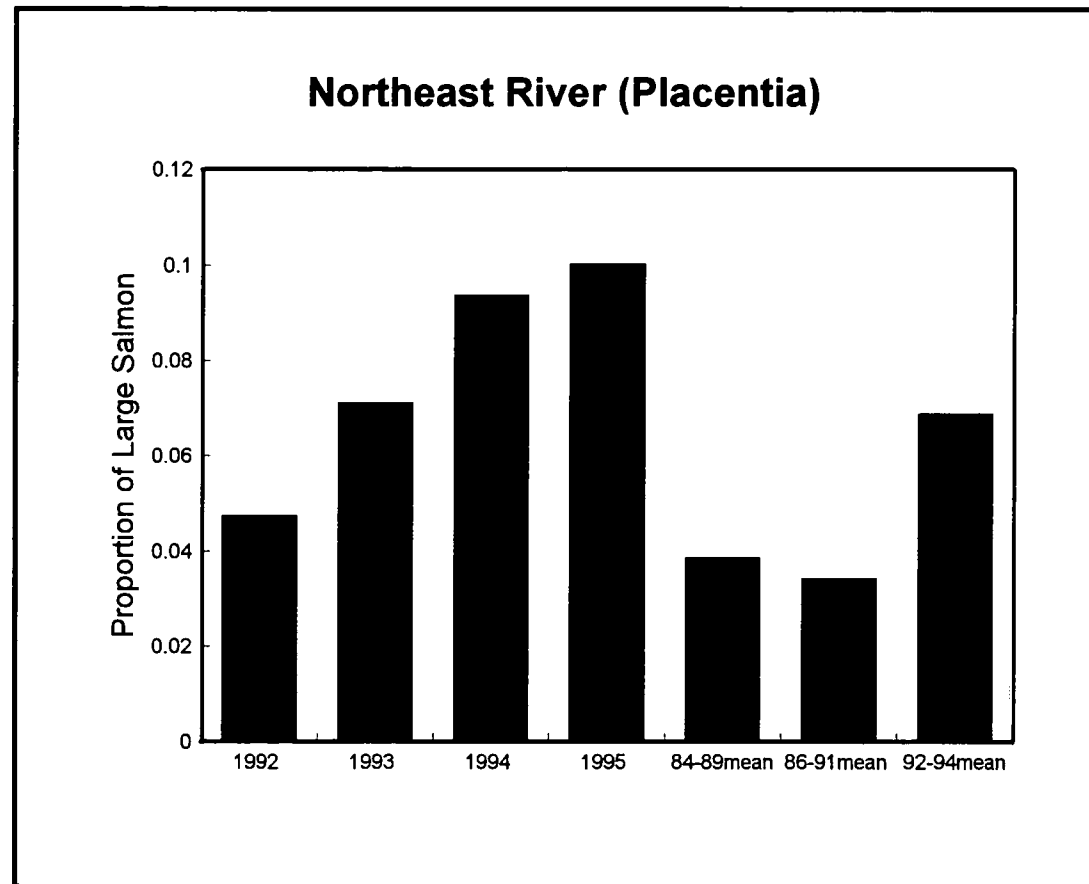 Northeast River (Placentia)
Proportion of Large Salmon
0.12
0.1
0.08
0.06
0.04
0.02
0
1992 1993 1994 1995 84-89mean 86-91mean 92-94mean